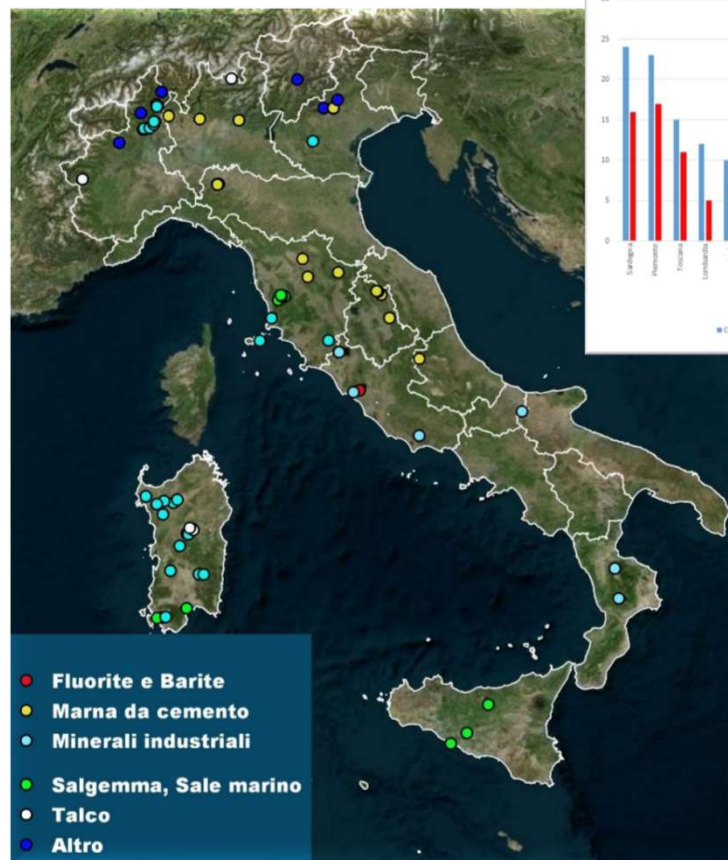 25
20
15
10
5
0
Sardegna
Piemonte
Toscana
Lombardia
Fluorite e Barite
Marna da cemento
Minerali industriali
Salgemma, Sale marino
Talco
Altro